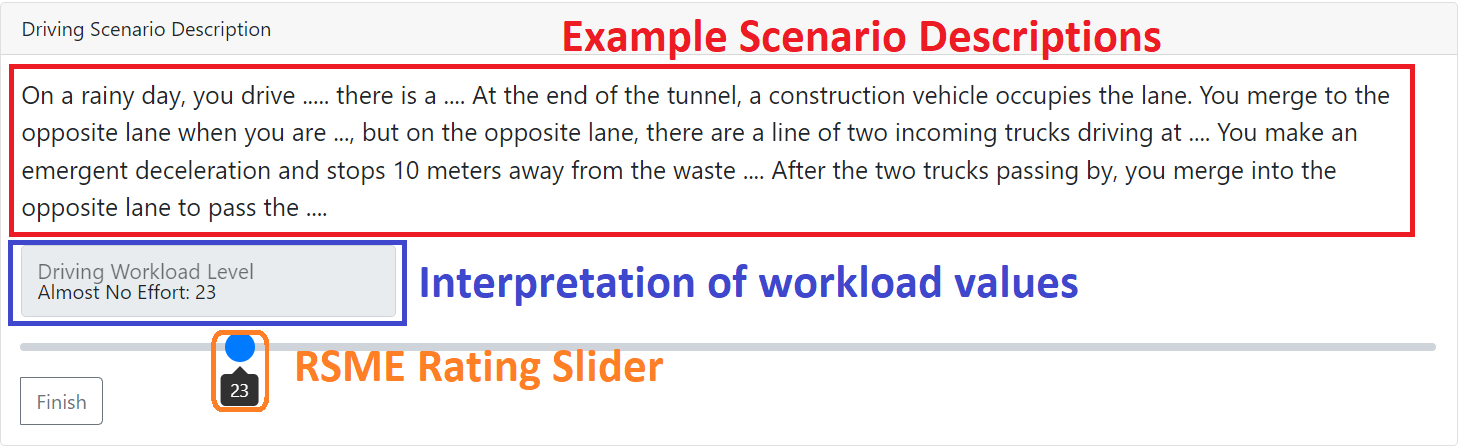 Driving Scenario Description
Example Scenario Descriptions
On a rainy day, you drive ..... there is a .... At the end of the tunnel, a construction vehicle occupies the lane. You merge to the
opposite lane when you are ..., but on the opposite lane, there are a line of two incoming trucks driving at .... You make an
emergent deceleration and stops 10 meters away from the waste .... After the two trucks passing by, you merge into the
opposite lane to pass the ....
Driving Workload Level
Almost No Effort: 23
Interpretation of workload values
RSME Rating Slider
23
Finish